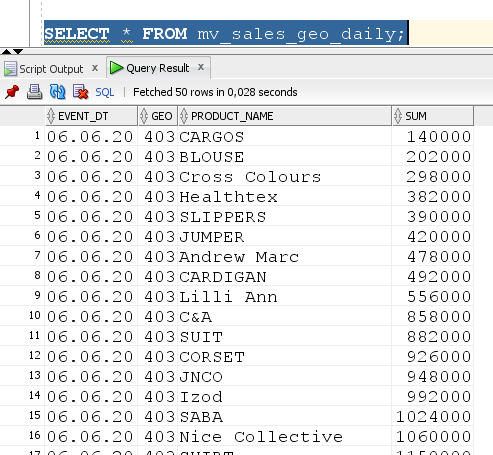 SELECT * FROM mv_sales_geo_daily;
Script Output x Query Result x
SQL | Fetched 50 rows in 0,028 seconds
EVENT_DT GEO PRODUCT_NAME SUM
1 06.06.20 403 CARGOS 140000
2 06.06.20 403 BLOUSE 202000
3 06.06.20 403 Cross Colours 298000
4 06.06.20 403 Healthtex 382000
5 06.06.20 403 SLIPPERS 390000
6 06.06.20 403 JUMPER 420000
7 06.06.20 403 Andrew Marc 478000
8 06.06.20 403 CARDIGAN 492000
9 06.06.20 403 Lilli Ann 556000
10 06.06.20 403 C&A 858000
11 06.06.20 403 SUIT 882000
12 06.06.20 403 CORSET 926000
13 06.06.20 403 JNCO 948000
14 06.06.20 403 Izod 992000
15 06.06.20 403 SABA 1024000
16 06.06.20 403 Nice Collective 1060000
17 06.06.20 403